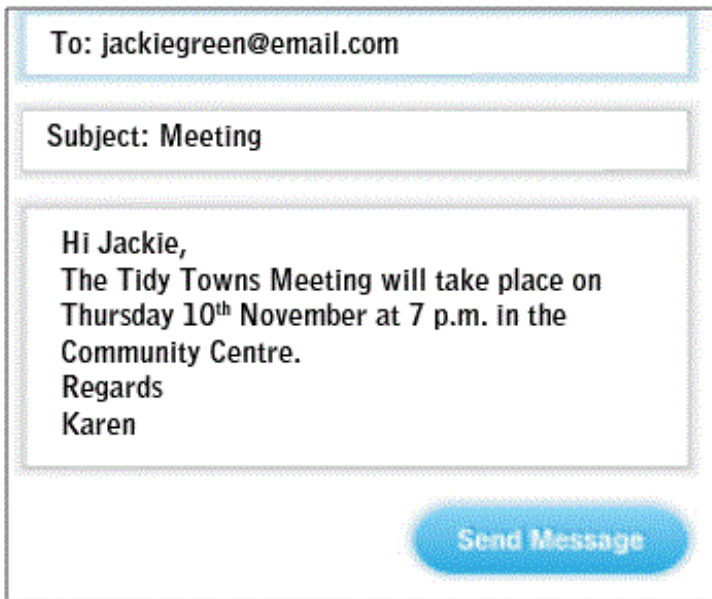 To: jackiegreen@email.com
Subject: Meeting
Hi Jackie,
The Tidy Towns Meeting will take place on
Thursday 10th November at 7 p.m. in the
Community Centre.
Regards
Karen
Send Message